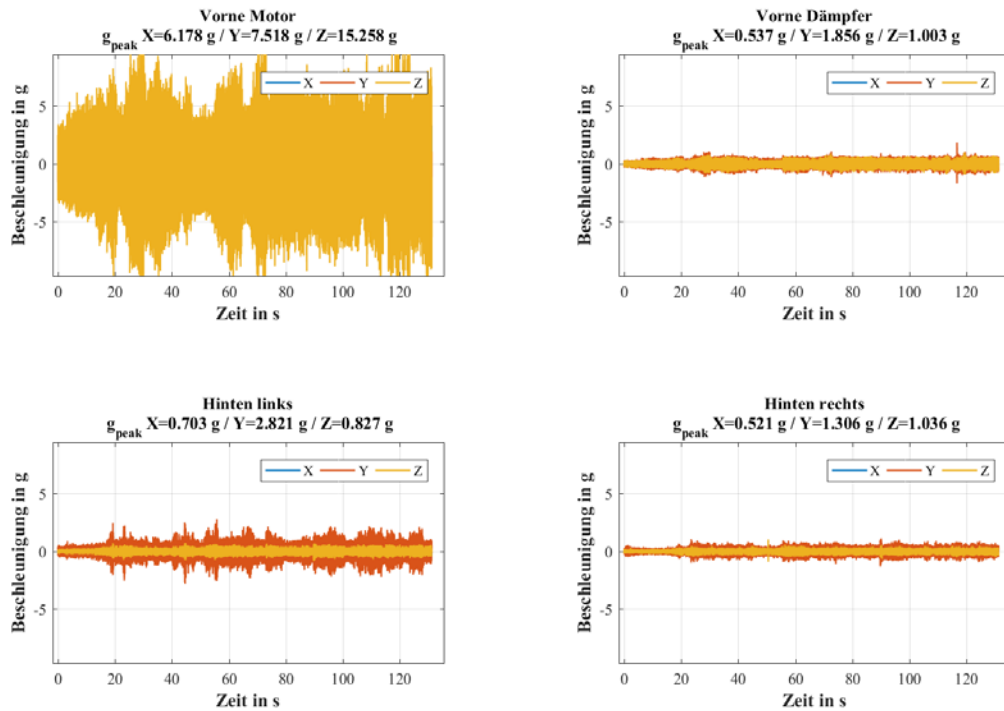 Vorne Motor
g_peak X=6.178 g / Y=7.518 g / Z=15.258 g
X Y Z
5
0
-5
Beschleunigung in g
0 20 40 60 80 100 120
Zeit in s
Vorne Dämpfer
g_peak X=0.537 g / Y=1.856 g / Z=1.003 g
X Y Z
5
0
-5
Beschleunigung in g
0 20 40 60 80 100 120
Zeit in s
Hinten links
g_peak X=0.703 g / Y=2.821 g / Z=0.827 g
X Y Z
5
0
-5
Beschleunigung in g
0 20 40 60 80 100 120
Zeit in s
Hinten rechts
g_peak X=0.521 g / Y=1.306 g / Z=1.036 g
X Y Z
5
0
-5
Beschleunigung in g
0 20 40 60 80 100 120
Zeit in s